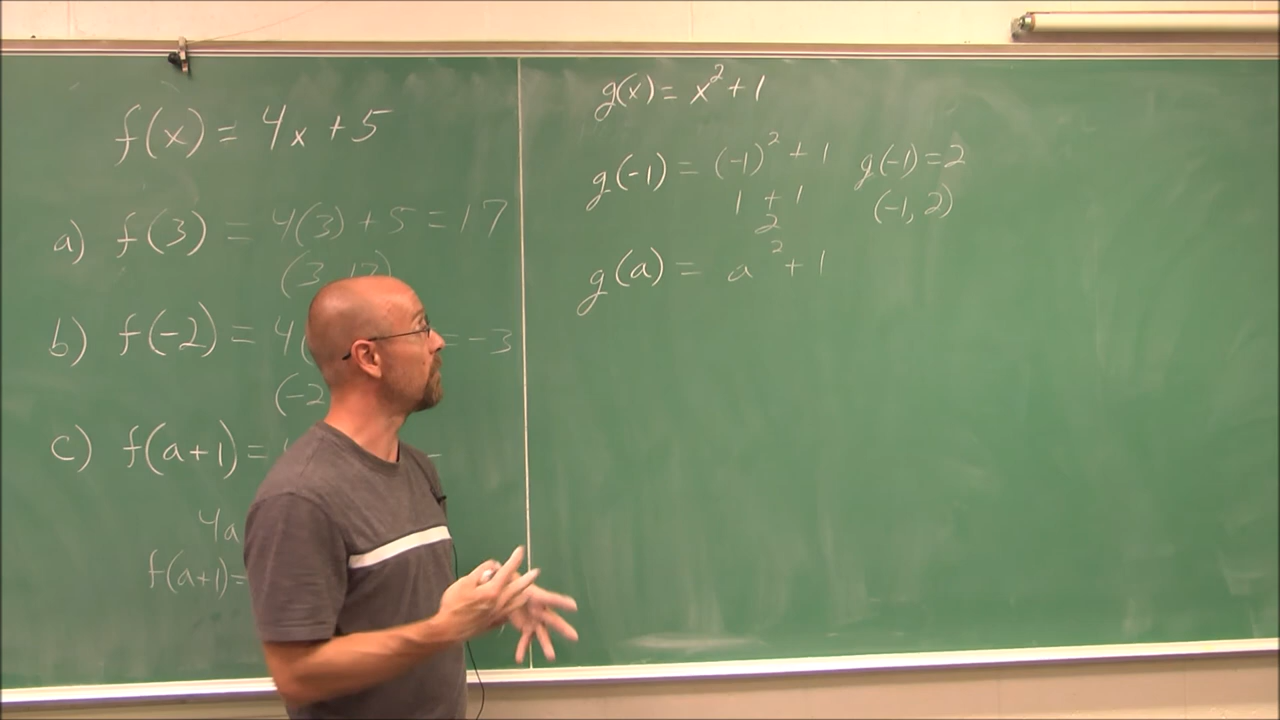 f(x) = 4x + 5
a) f(3) = 4(3) + 5 = 17
(3
b) f(-2) = 4( = -3
(-2
c) f(a+1) =
4a
f(a+1) =
g(x) = x² + 1
g(-1) = (-1)² + 1 g(-1) = 2
1 + 1 (-1, 2)
2
g(a) = a² + 1